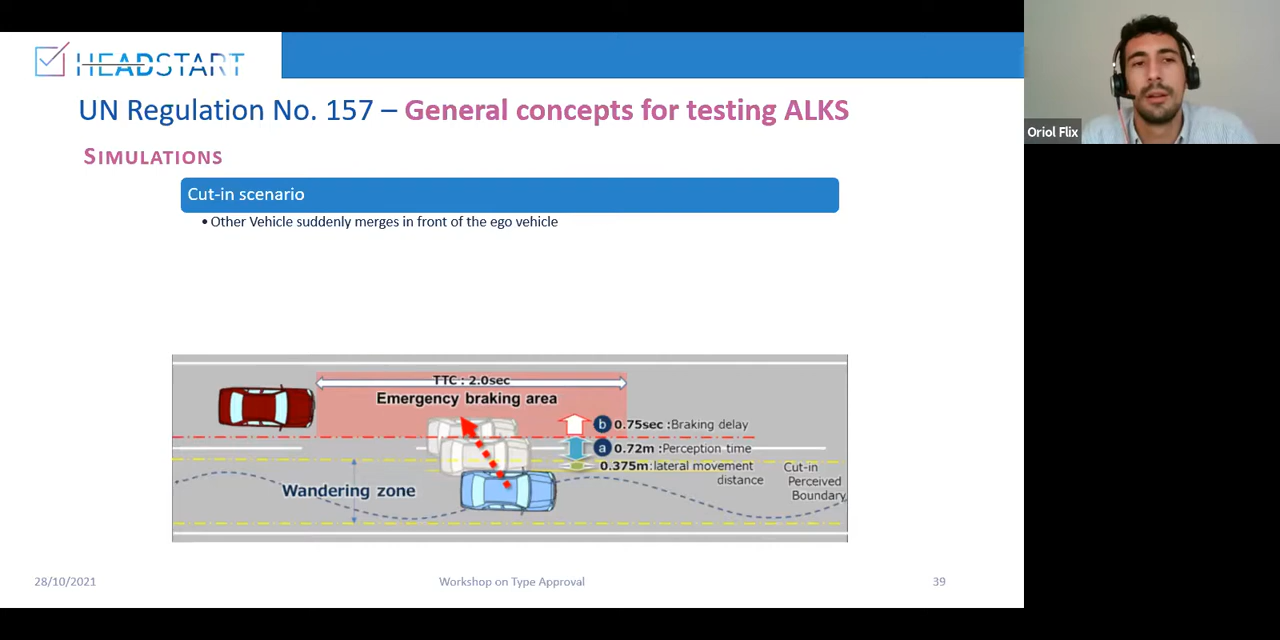 HEADSTART
Oriol Flix
UN Regulation No. 157 – General concepts for testing ALKS
SIMULATIONS
Cut-in scenario
• Other Vehicle suddenly merges in front of the ego vehicle
TTC : 2.0sec
Emergency braking area
b 0.75sec :Braking delay
a 0.72m :Perception time
0.375m :lateral movement
distance
Cut-in
Perceived
Boundary
Wandering zone
28/10/2021
Workshop on Type Approval
39